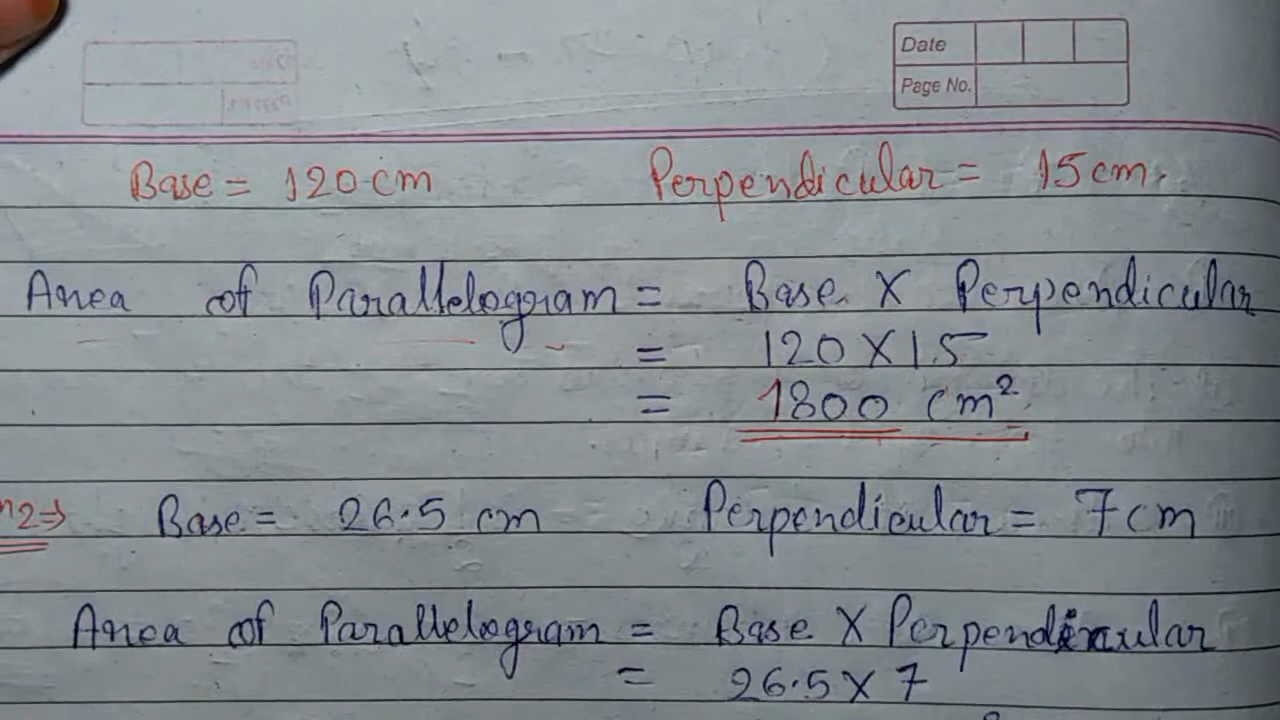 Date
Page No.
Base = 120 cm Perpendicular = 15 cm.
Area of Parallelogram = Base X Perpendicular
= 120 X 15
= 1800 cm²
n2⇒ Base = 26.5 cm Perpendicular = 7 cm
Area of Parallelogram = Base X Perpendicular
= 26.5 X 7